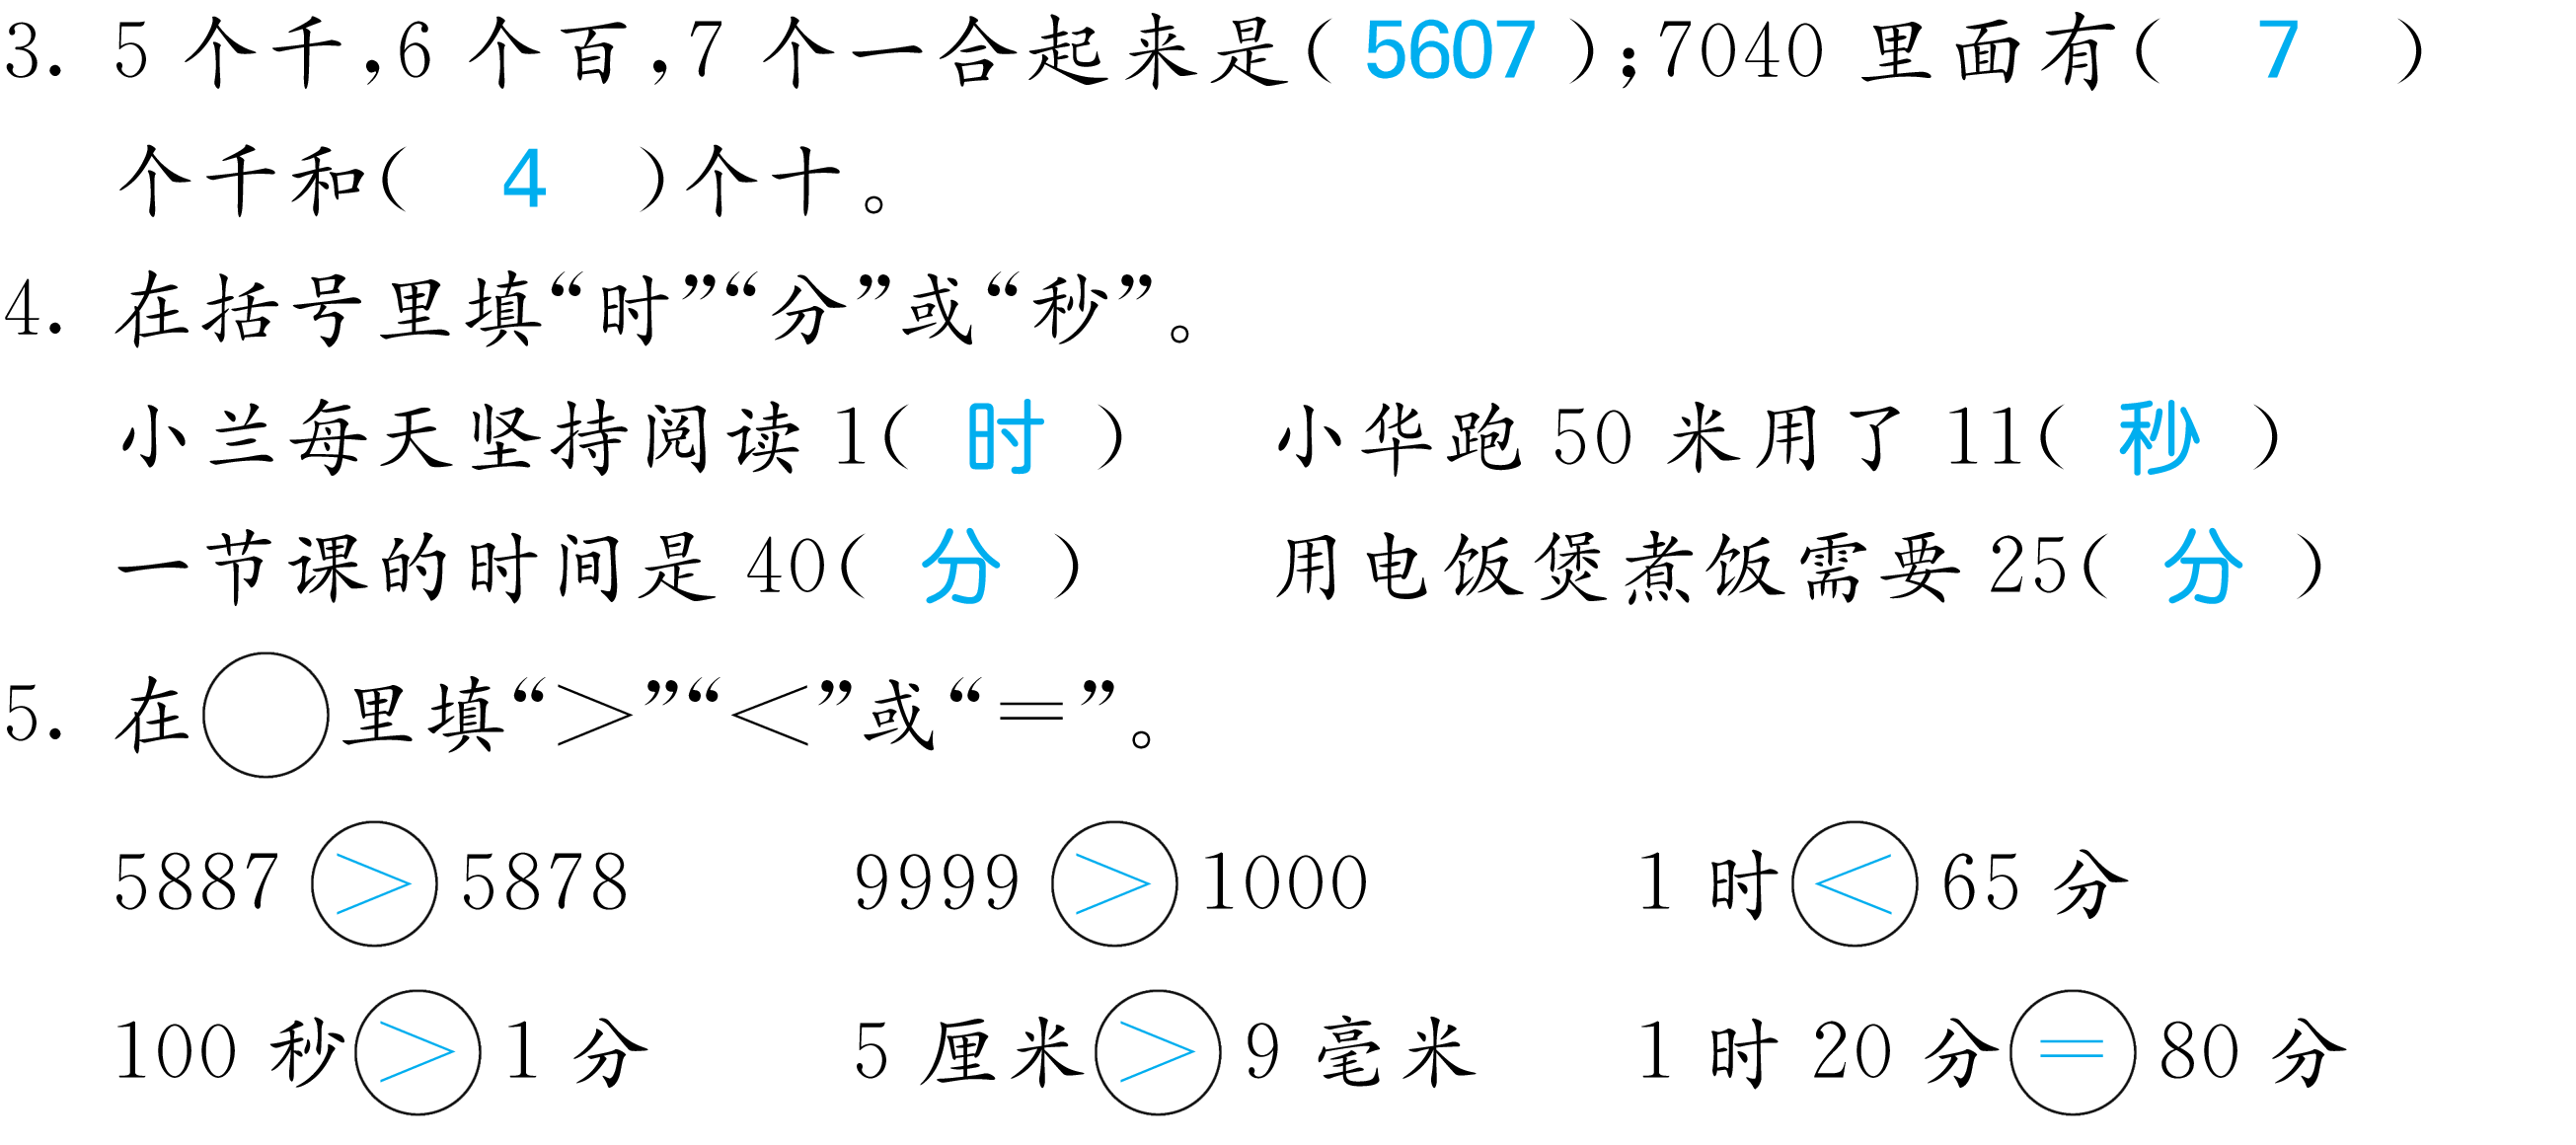 3. 5 个千,6 个百,7 个一合起来是( 5607 );7040 里面有( 7 )
个千和( 4 )个十。
4. 在括号里填“时”“分”或“秒”。
小兰每天坚持阅读 1( 时 ) 小华跑 50 米用了 11( 秒 )
一节课的时间是 40( 分 ) 用电饭煲煮饭需要 25( 分 )
5. 在○里填“>”“<”或“=”。
5887 > 5878 9999 > 1000 1 时 < 65 分
100 秒 > 1 分 5 厘米 > 9 毫米 1 时 20 分 = 80 分